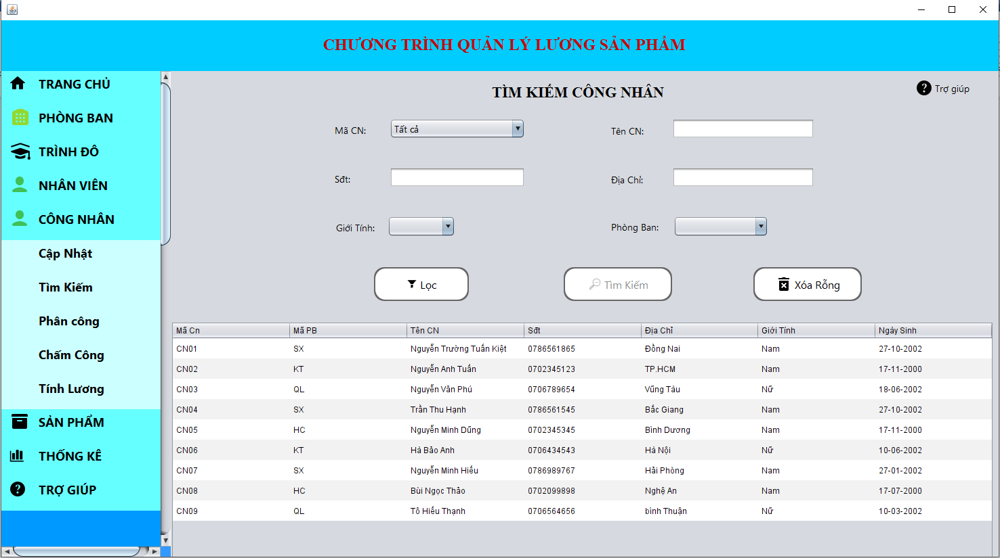 CHƯƠNG TRÌNH QUẢN LÝ LƯƠNG SẢN PHẨM
TRANG CHỦ
PHÒNG BAN
TRÌNH ĐÔ
NHÂN VIÊN
CÔNG NHÂN
Cập Nhật
Tìm Kiếm
Phân công
Chấm Công
Tính Lương
SẢN PHẨM
THỐNG KÊ
TRỢ GIÚP
TÌM KIẾM CÔNG NHÂN
Trợ giúp
Mã CN: Tất cả Tên CN:
Sđt: Địa Chỉ:
Giới Tính: Phòng Ban:
Lọc Tìm Kiếm Xóa Rỗng
Mã Cn Mã PB Tên CN Sđt Địa Chỉ Giới Tính Ngày Sinh
CN01 SX Nguyễn Trường Tuấn Kiệt 0786561865 Đồng Nai Nam 27-10-2002
CN02 KT Nguyễn Anh Tuấn 0702345123 TP.HCM Nam 17-11-2000
CN03 QL Nguyễn Văn Phú 0706789654 Vũng Tàu Nữ 18-06-2002
CN04 SX Trần Thu Hạnh 0786561545 Bắc Giang Nam 27-10-2002
CN05 HC Nguyễn Minh Dũng 0702345345 Bình Dương Nam 17-11-2000
CN06 KT Hà Bảo Anh 0706434543 Hà Nội Nữ 10-06-2002
CN07 SX Nguyễn Minh Hiếu 0786989767 Hải Phòng Nam 27-01-2002
CN08 HC Bùi Ngọc Thảo 0702099898 Nghệ An Nam 17-07-2000
CN09 QL Tô Hiếu Thạnh 0706564656 bình Thuận Nữ 10-03-2002